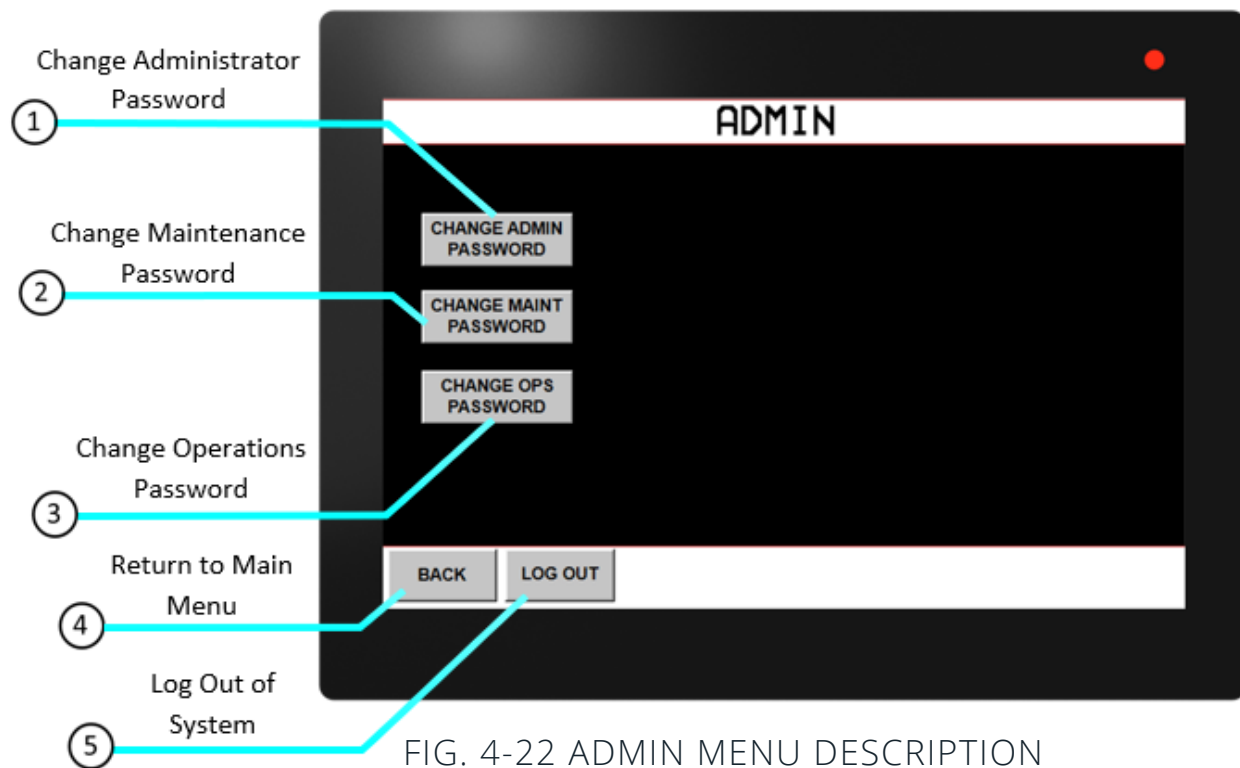 Change Administrator
Password
1
ADMIN
CHANGE ADMIN
PASSWORD
Change Maintenance
Password
2
CHANGE MAINT
PASSWORD
CHANGE OPS
PASSWORD
Change Operations
Password
3
Return to Main
Menu
4
BACK
LOG OUT
Log Out of
System
5
FIG. 4-22 ADMIN MENU DESCRIPTION